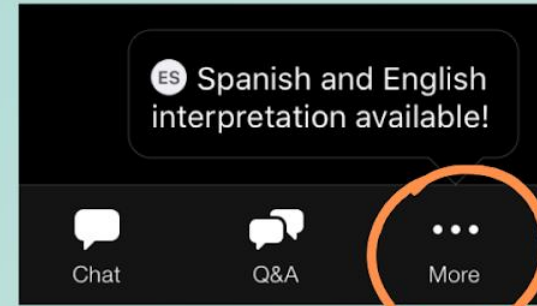 ES Spanish and English
interpretation available!
Chat Q&A More